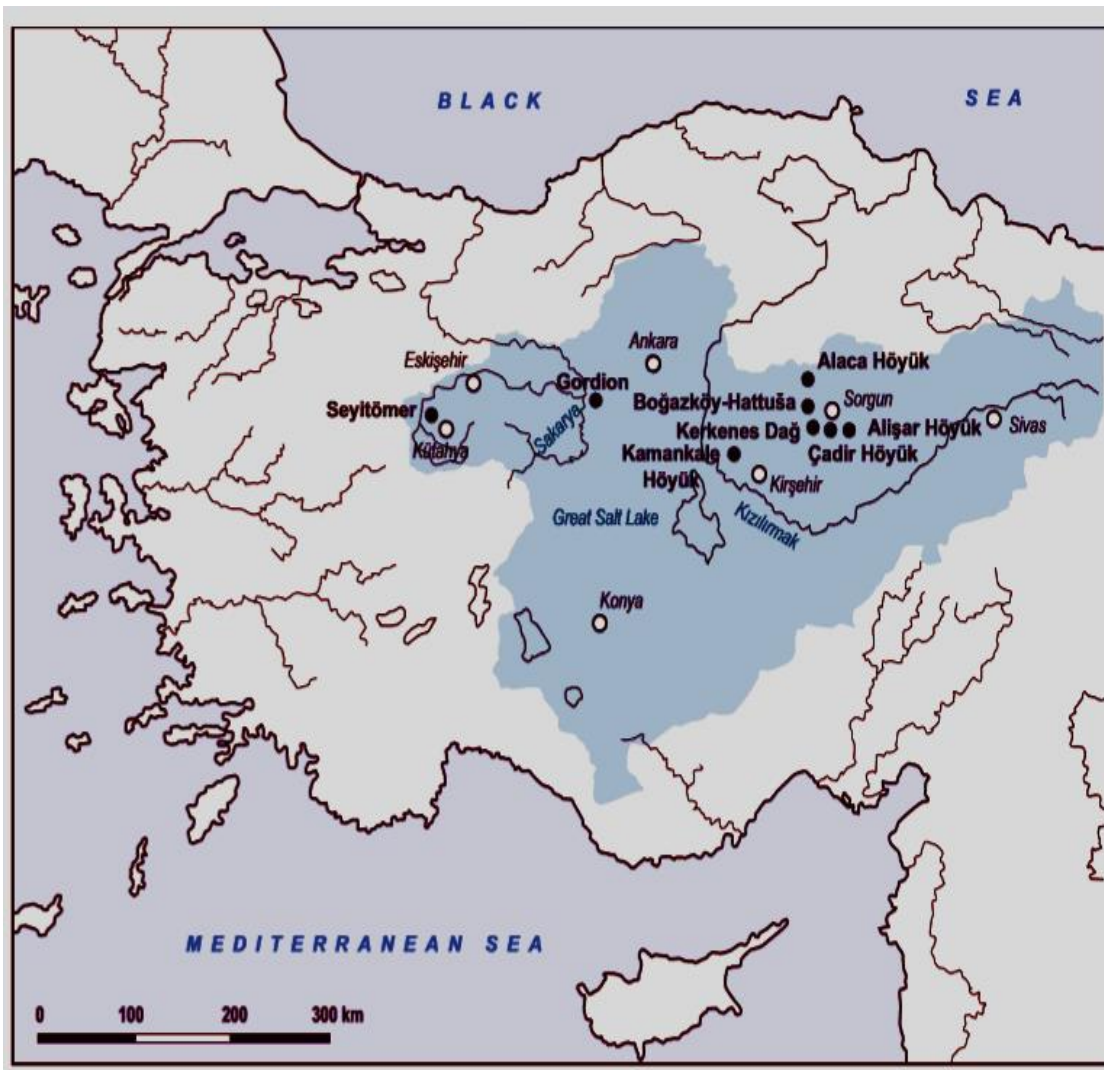 BLACK SEA
Ankara
Eskişehir
Alaca Höyük
Gordion
Seyitömer
Boğazköy-Hattuša
Sorgun
Sakarya
Kerkenes Dağ
Alişar Höyük
Sivas
Kütahya
Kamankale
Höyük
Çadir Höyük
Kirşehir
Great Salt Lake
Kızılırmak
Konya
MEDITERRANEAN SEA
0 100 200 300 km